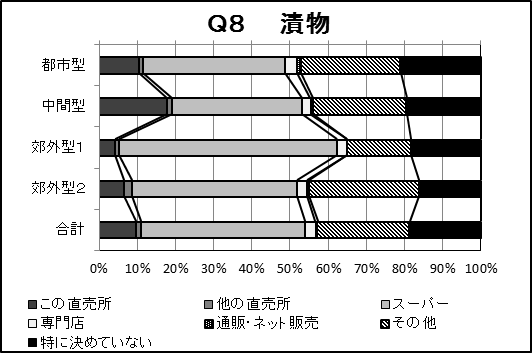 Q8 漬物
都市型
中間型
郊外型1
郊外型2
合計
0% 10% 20% 30% 40% 50% 60% 70% 80% 90% 100%
この直売所 他の直売所 スーパー
専門店 通販・ネット販売 その他
特に決めていない